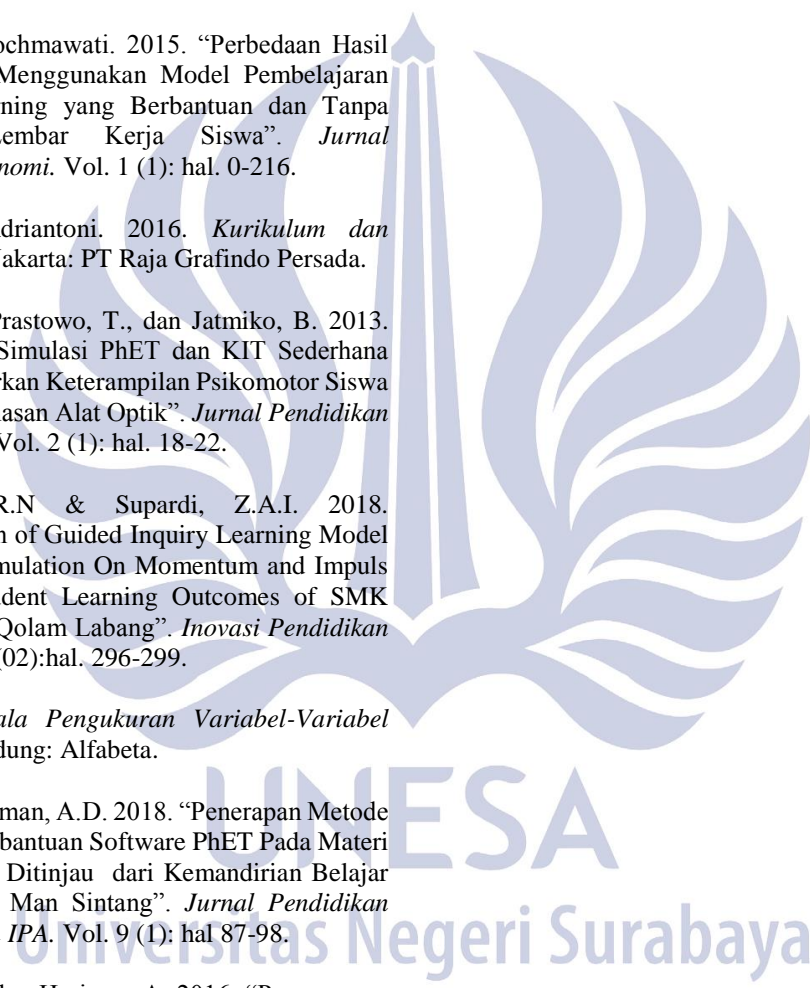 ochmawati. 2015. “Perbedaan Hasil
Menggunakan Model Pembelajaran
ning yang Berbantuan dan Tanpa
embar Kerja Siswa”. Jurnal
nomi. Vol. 1 (1): hal. 0-216.
driantoni. 2016. Kurikulum dan
Jakarta: PT Raja Grafindo Persada.
Prastowo, T., dan Jatmiko, B. 2013.
Simulasi PhET dan KIT Sederhana
rkan Keterampilan Psikomotor Siswa
asan Alat Optik”. Jurnal Pendidikan
Vol. 2 (1): hal. 18-22.
R.N & Supardi, Z.A.I. 2018.
n of Guided Inquiry Learning Model
mulation On Momentum and Impuls
udent Learning Outcomes of SMK
Qolam Labang”. Inovasi Pendidikan
(02):hal. 296-299.
ala Pengukuran Variabel-Variabel
dung: Alfabeta.
man, A.D. 2018. “Penerapan Metode
bantuan Software PhET Pada Materi
Ditinjau dari Kemandirian Belajar
Man Sintang”. Jurnal Pendidikan
IPA. Vol. 9 (1): hal 87-98.
UNESA
Universitas Negeri Surabaya